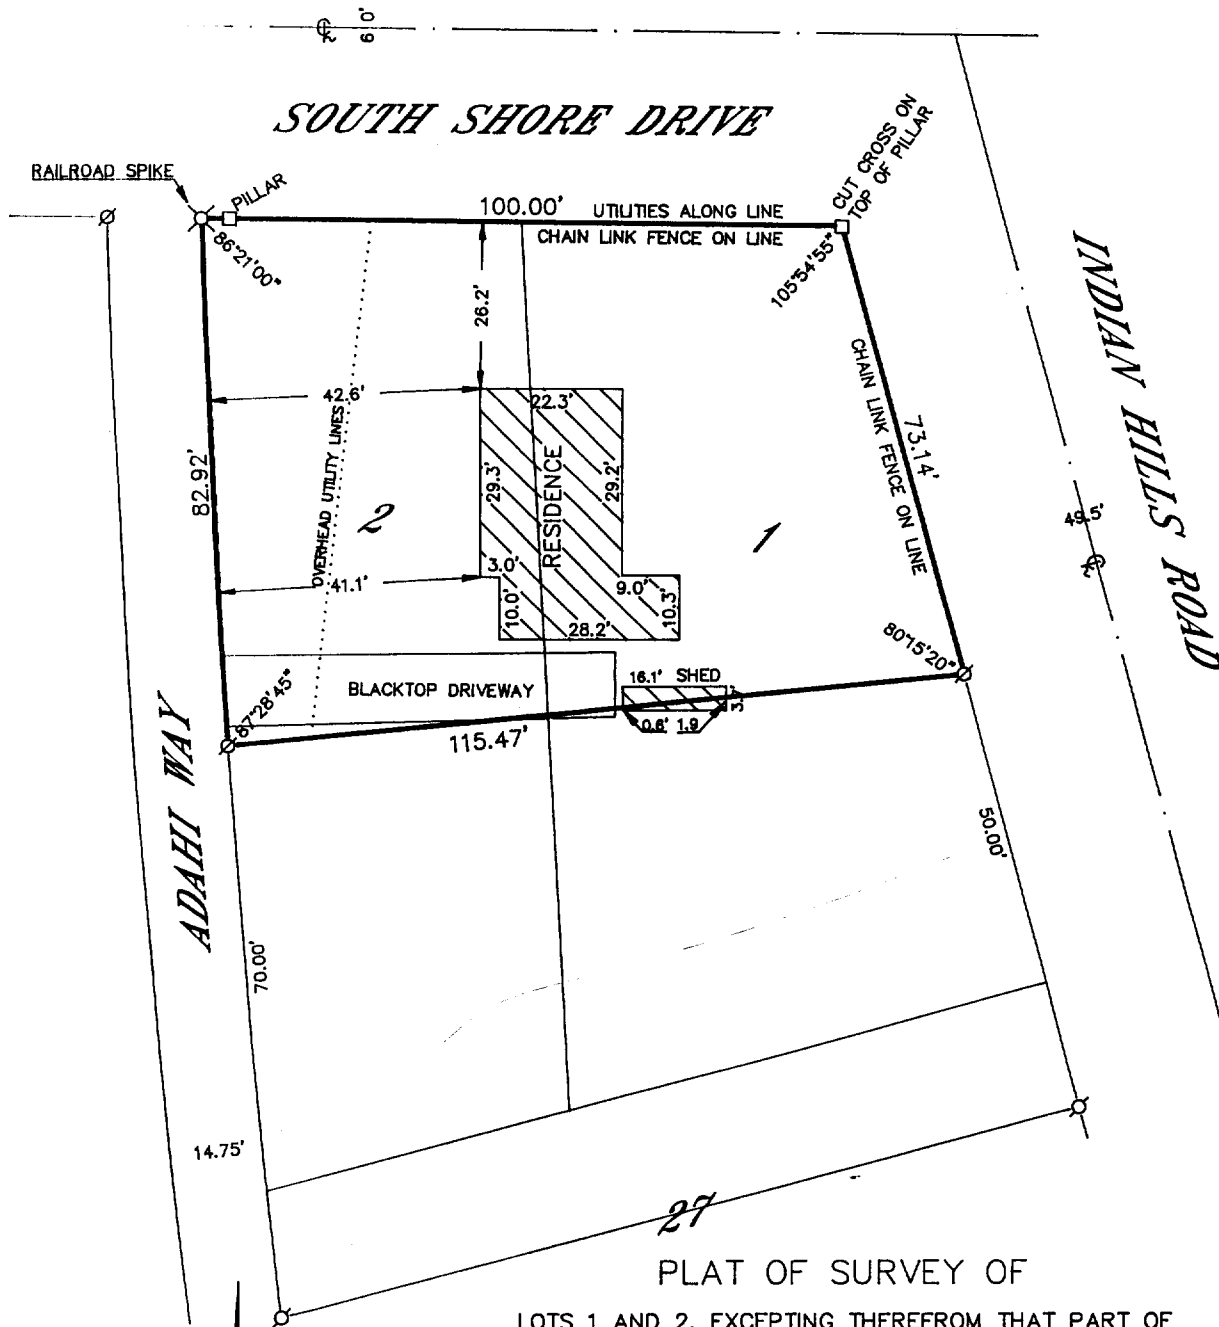 ℄
60'
SOUTH SHORE DRIVE
RAILROAD SPIKE
PILLAR
CUT CROSS ON
TOP OF PILLAR
100.00'
UTILITIES ALONG LINE
CHAIN LINK FENCE ON LINE
86°21'00"
105°54'55"
26.2'
INDIAN HILLS ROAD
42.6'
22.3'
CHAIN LINK FENCE ON LINE
73.14'
82.92'
OVERHEAD UTILITY LINES
2
29.3'
RESIDENCE
29.2'
1
49.5'
℄
41.1'
3.0'
10.0'
9.0'
10.3'
28.2'
80°15'20"
BLACKTOP DRIVEWAY
16.1' SHED
87°28'45"
0.6' 1.9
115.47'
ADAHI WAY
50.00'
70.00'
14.75'
27
PLAT OF SURVEY OF
LOTS 1 AND 2, EXCEPTING THEREFROM THAT PART OF